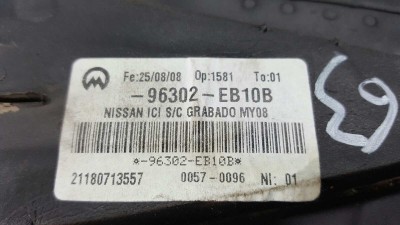 Fe:25/08/08 Op:1581 To:01
-96302-EB10B
NISSAN ICI S/C GRABADO MY08
*-96302-EB10B*
21180713557 0057-0096 NI: 01